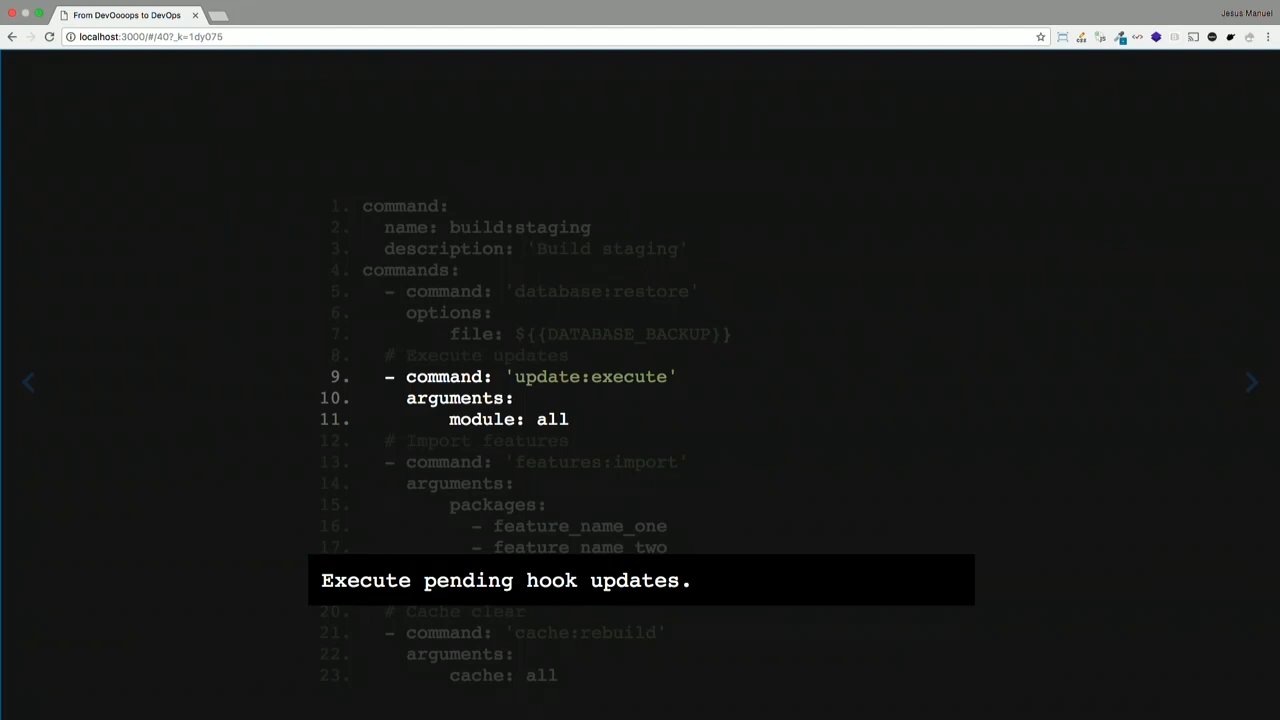 From DevOooops to DevOps
Jesus Manuel
localhost:3000/#/40?_k=1dy075
1. command:
2. name: build:staging
3. description: 'Build staging'
4. commands:
5. - command: 'database:restore'
6. options:
7. file: ${{DATABASE_BACKUP}}
8. # Execute updates
9. - command: 'update:execute'
10. arguments:
11. module: all
12. # Import features
13. - command: 'features:import'
14. arguments:
15. packages:
16. - feature_name_one
17. - feature_name_two
Execute pending hook updates.
20. # Cache clear
21. - command: 'cache:rebuild'
22. arguments:
23. cache: all